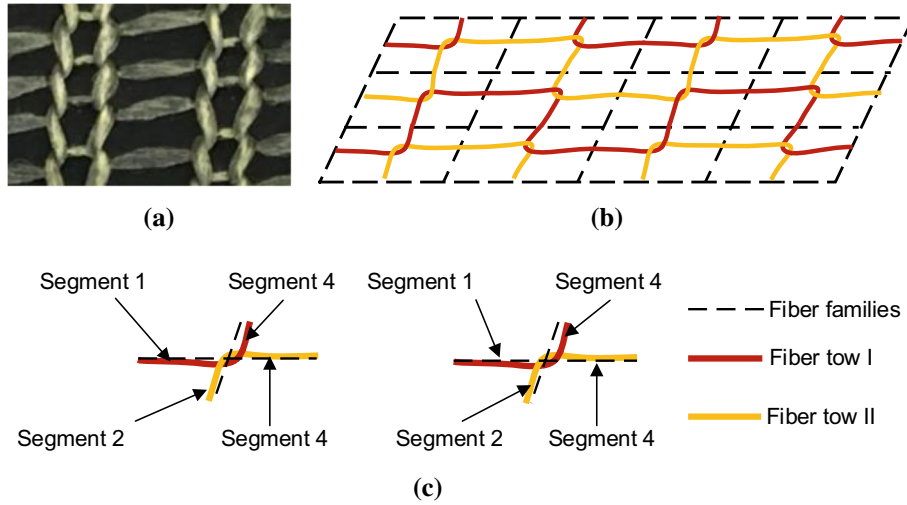 (a)
(b)
Segment 1
Segment 4
Segment 2
Segment 4
Segment 1
Segment 4
Segment 2
Segment 4
Fiber families
Fiber tow I
Fiber tow II
(c)